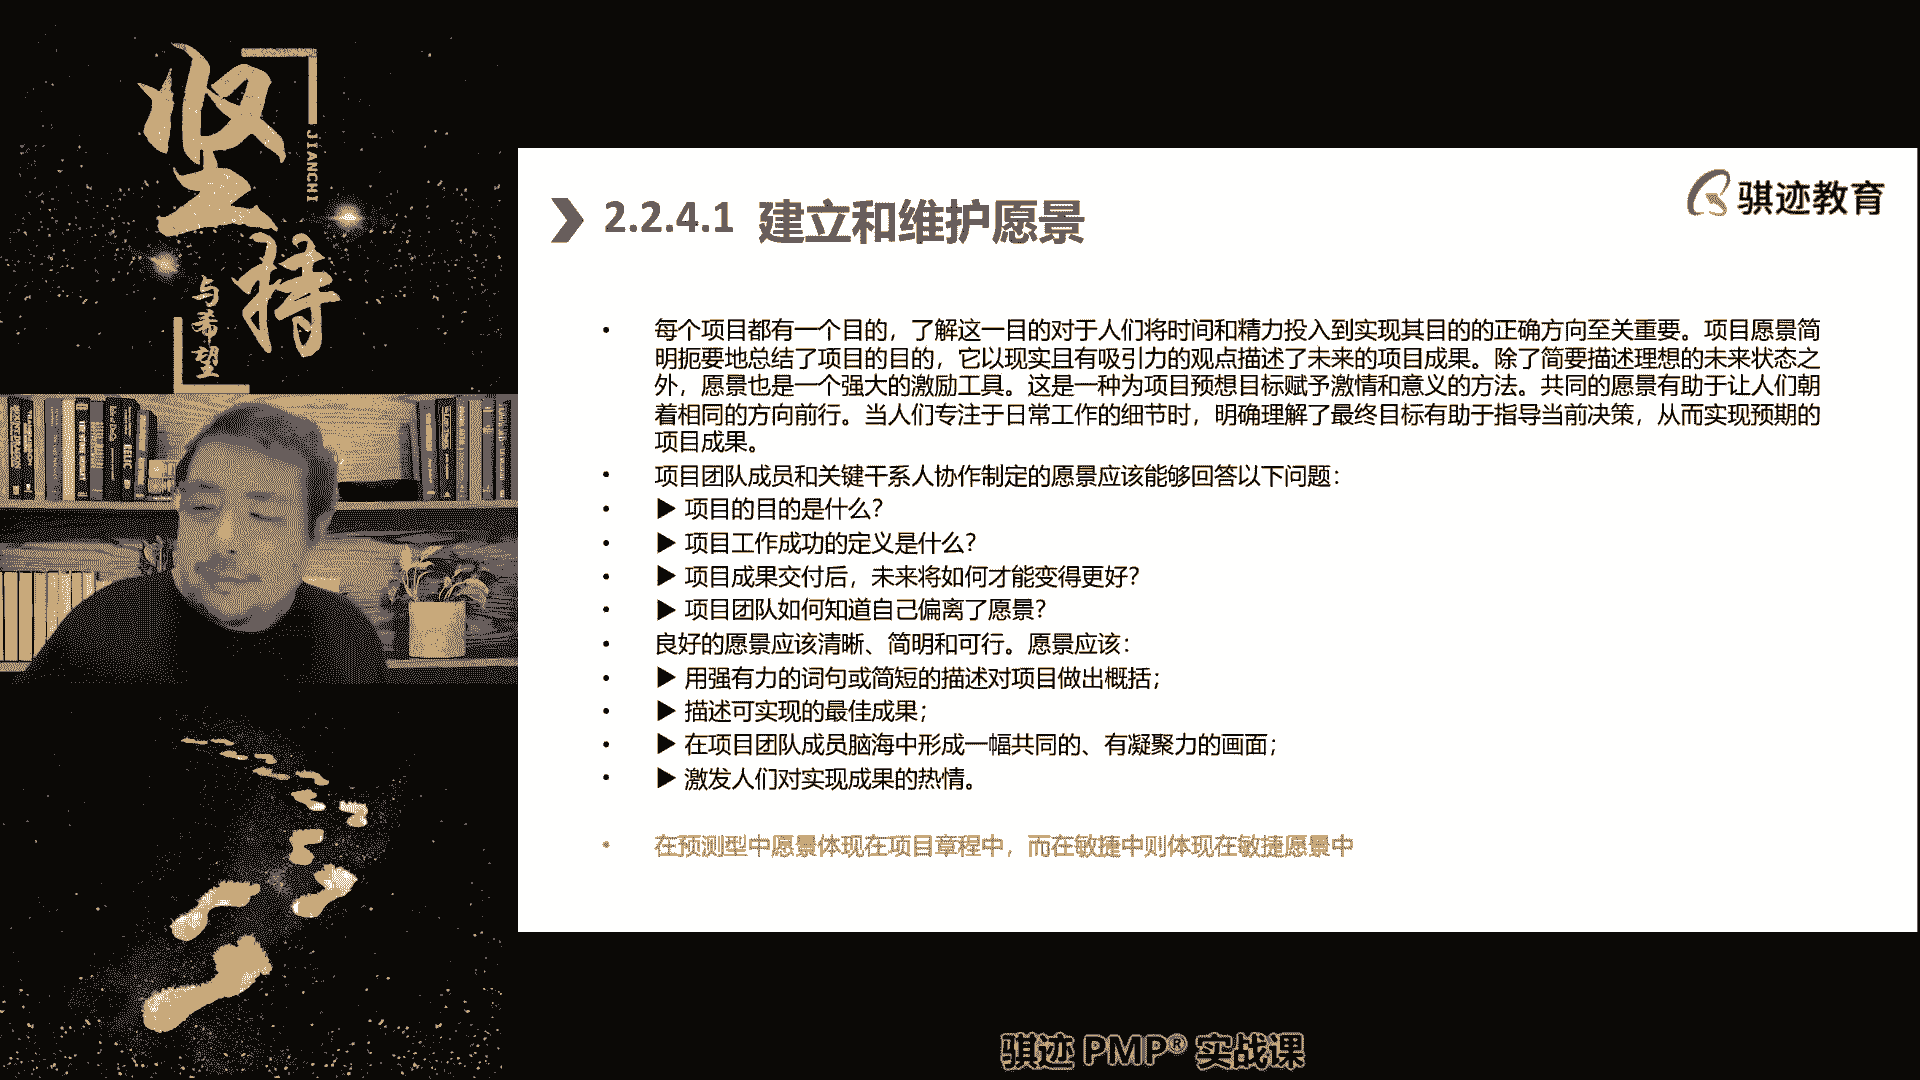 坚持
JIANCHI
与希望
骐迹教育
2.2.4.1 建立和维护愿景
• 每个项目都有一个目的，了解这一目的对于人们将时间和精力投入到实现其目的的正确方向至关重要。项目愿景简
明扼要地总结了项目的目的，它以现实且有吸引力的观点描述了未来的项目成果。除了简要描述理想的未来状态之
外，愿景也是一个强大的激励工具。这是一种为项目预想目标赋予激情和意义的方法。共同的愿景有助于让人们朝
着相同的方向前行。当人们专注于日常工作的细节时，明确理解了最终目标有助于指导当前决策，从而实现预期的
项目成果。
• 项目团队成员和关键干系人协作制定的愿景应该能够回答以下问题：
• ▶ 项目的目的是什么？
• ▶ 项目工作成功的定义是什么？
• ▶ 项目成果交付后，未来将如何才能变得更好？
• ▶ 项目团队如何知道自己偏离了愿景？
• 良好的愿景应该清晰、简明和可行。愿景应该：
• ▶ 用强有力的词句或简短的描述对项目做出概括；
• ▶ 描述可实现的最佳成果；
• ▶ 在项目团队成员脑海中形成一幅共同的、有凝聚力的画面；
• ▶ 激发人们对实现成果的热情。
• 在预测型中愿景体现在项目章程中，而在敏捷中则体现在敏捷愿景中
骐迹 PMP® 实战课